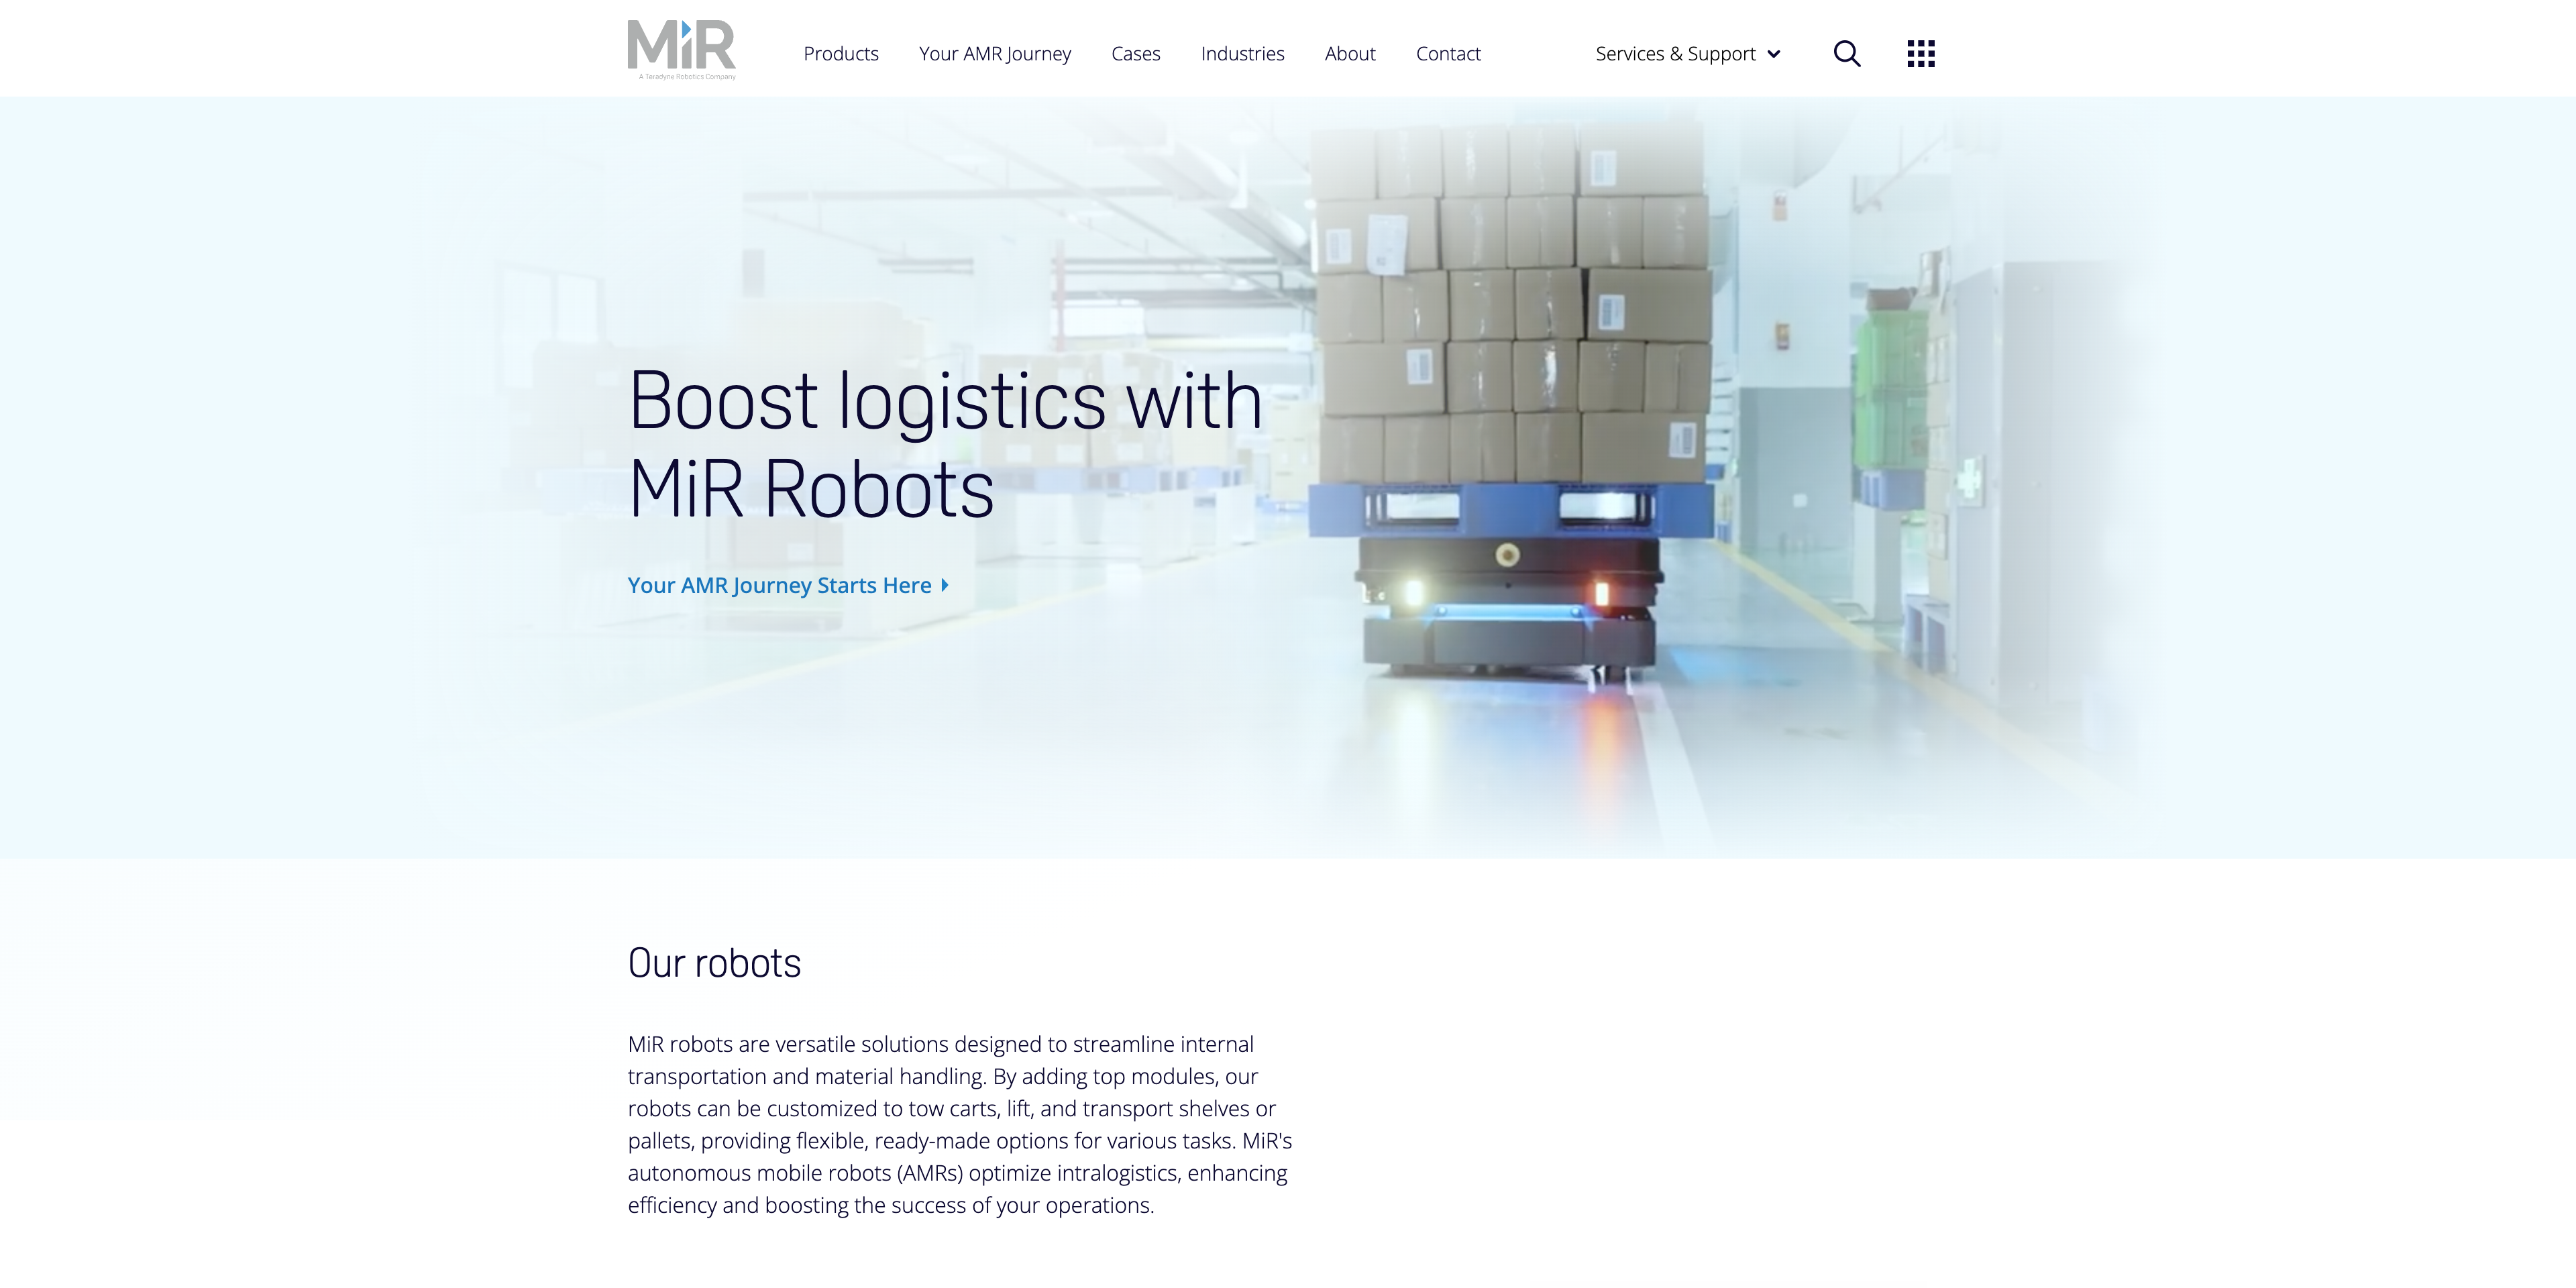 MiR
A Teradyne Robotics Company
Products
Your AMR Journey
Cases
Industries
About
Contact
Services & Support
Boost logistics with
MiR Robots
Your AMR Journey Starts Here
Our robots
MiR robots are versatile solutions designed to streamline internal
transportation and material handling. By adding top modules, our
robots can be customized to tow carts, lift, and transport shelves or
pallets, providing flexible, ready-made options for various tasks. MiR's
autonomous mobile robots (AMRs) optimize intralogistics, enhancing
efficiency and boosting the success of your operations.